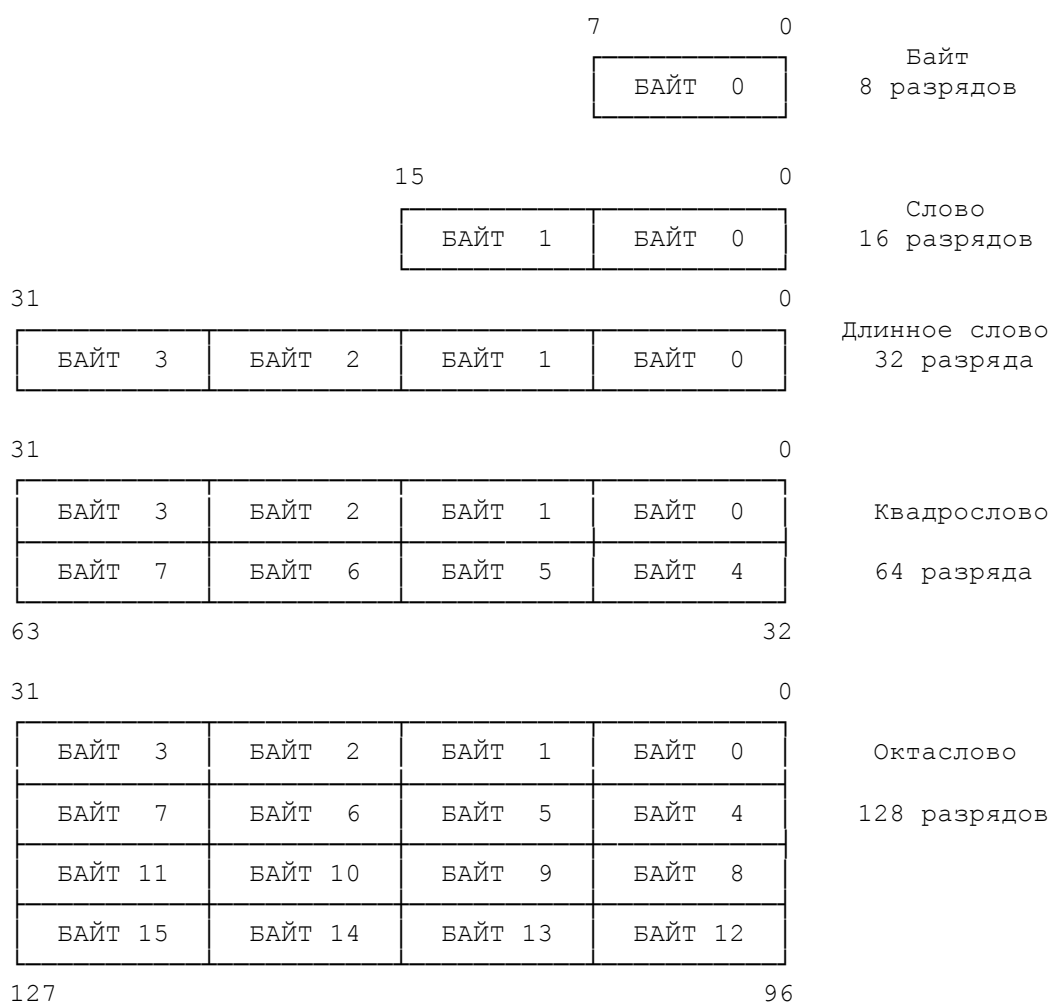 7 0
Байт
БАЙТ 0 8 разрядов
15 0
Слово
БАЙТ 1 БАЙТ 0 16 разрядов
31 0
Длинное слово
БАЙТ 3 БАЙТ 2 БАЙТ 1 БАЙТ 0 32 разряда
31 0
БАЙТ 3 БАЙТ 2 БАЙТ 1 БАЙТ 0 Квадрослово
БАЙТ 7 БАЙТ 6 БАЙТ 5 БАЙТ 4 64 разряда
63 32
31 0
БАЙТ 3 БАЙТ 2 БАЙТ 1 БАЙТ 0 Октаслово
БАЙТ 7 БАЙТ 6 БАЙТ 5 БАЙТ 4 128 разрядов
БАЙТ 11 БАЙТ 10 БАЙТ 9 БАЙТ 8
БАЙТ 15 БАЙТ 14 БАЙТ 13 БАЙТ 12
127 96